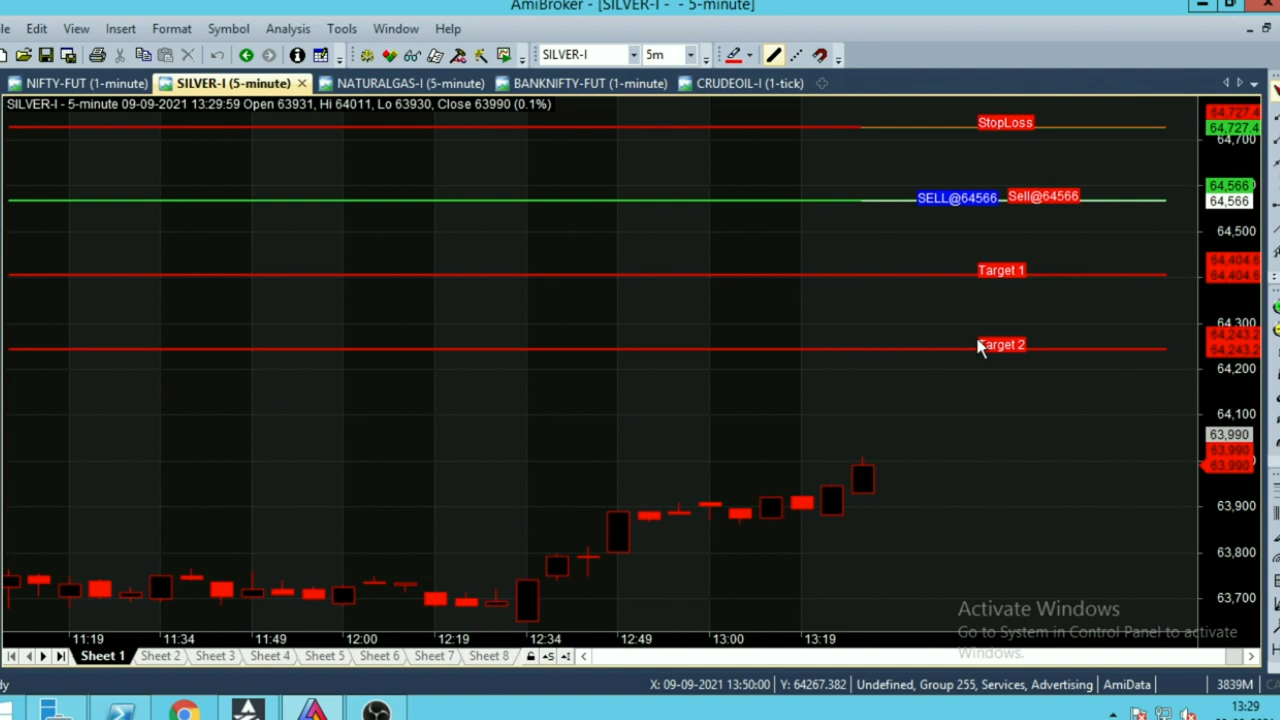 AmiBroker - [SILVER-I - - 5-minute]
le Edit View Insert Format Symbol Analysis Tools Window Help
SILVER-I 5m
NIFTY-FUT (1-minute) SILVER-I (5-minute) NATURALGAS-I (5-minute) BANKNIFTY-FUT (1-minute) CRUDEOIL-I (1-tick)
SILVER-I - 5-minute 09-09-2021 13:29:59 Open 63931, Hi 64011, Lo 63930, Close 63990 (0.1%)
64,727.4
StopLoss
64,727.4
64,700
64,566
SELL@64566 Sell@64566
64,566
64,500
64,404.6
Target 1
64,404.6
64,300
64,243.2
Target 2
64,243.2
64,200
64,100
63,990
63,990
63,990
63,900
63,800
63,700
Activate Windows
Go to System in Control Panel to activate
Windows.
11:19 11:34 11:49 12:00 12:19 12:34 12:49 13:00 13:19
Sheet 1 Sheet 2 Sheet 3 Sheet 4 Sheet 5 Sheet 6 Sheet 7 Sheet 8
dy X: 09-09-2021 13:50:00 Y: 64267.382 Undefined, Group 255, Services, Advertising AmiData 3839M
13:29